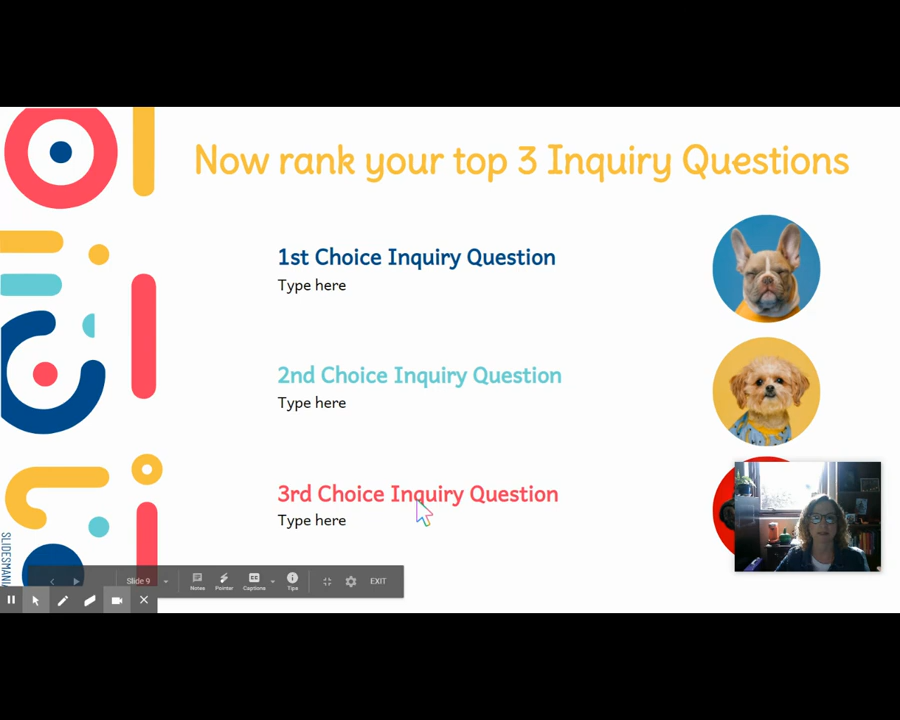 Now rank your top 3 Inquiry Questions
1st Choice Inquiry Question
Type here
2nd Choice Inquiry Question
Type here
3rd Choice Inquiry Question
Type here
SLIDESMANIA
Slide 9
Notes
Pointer
Captions
Tips
EXIT